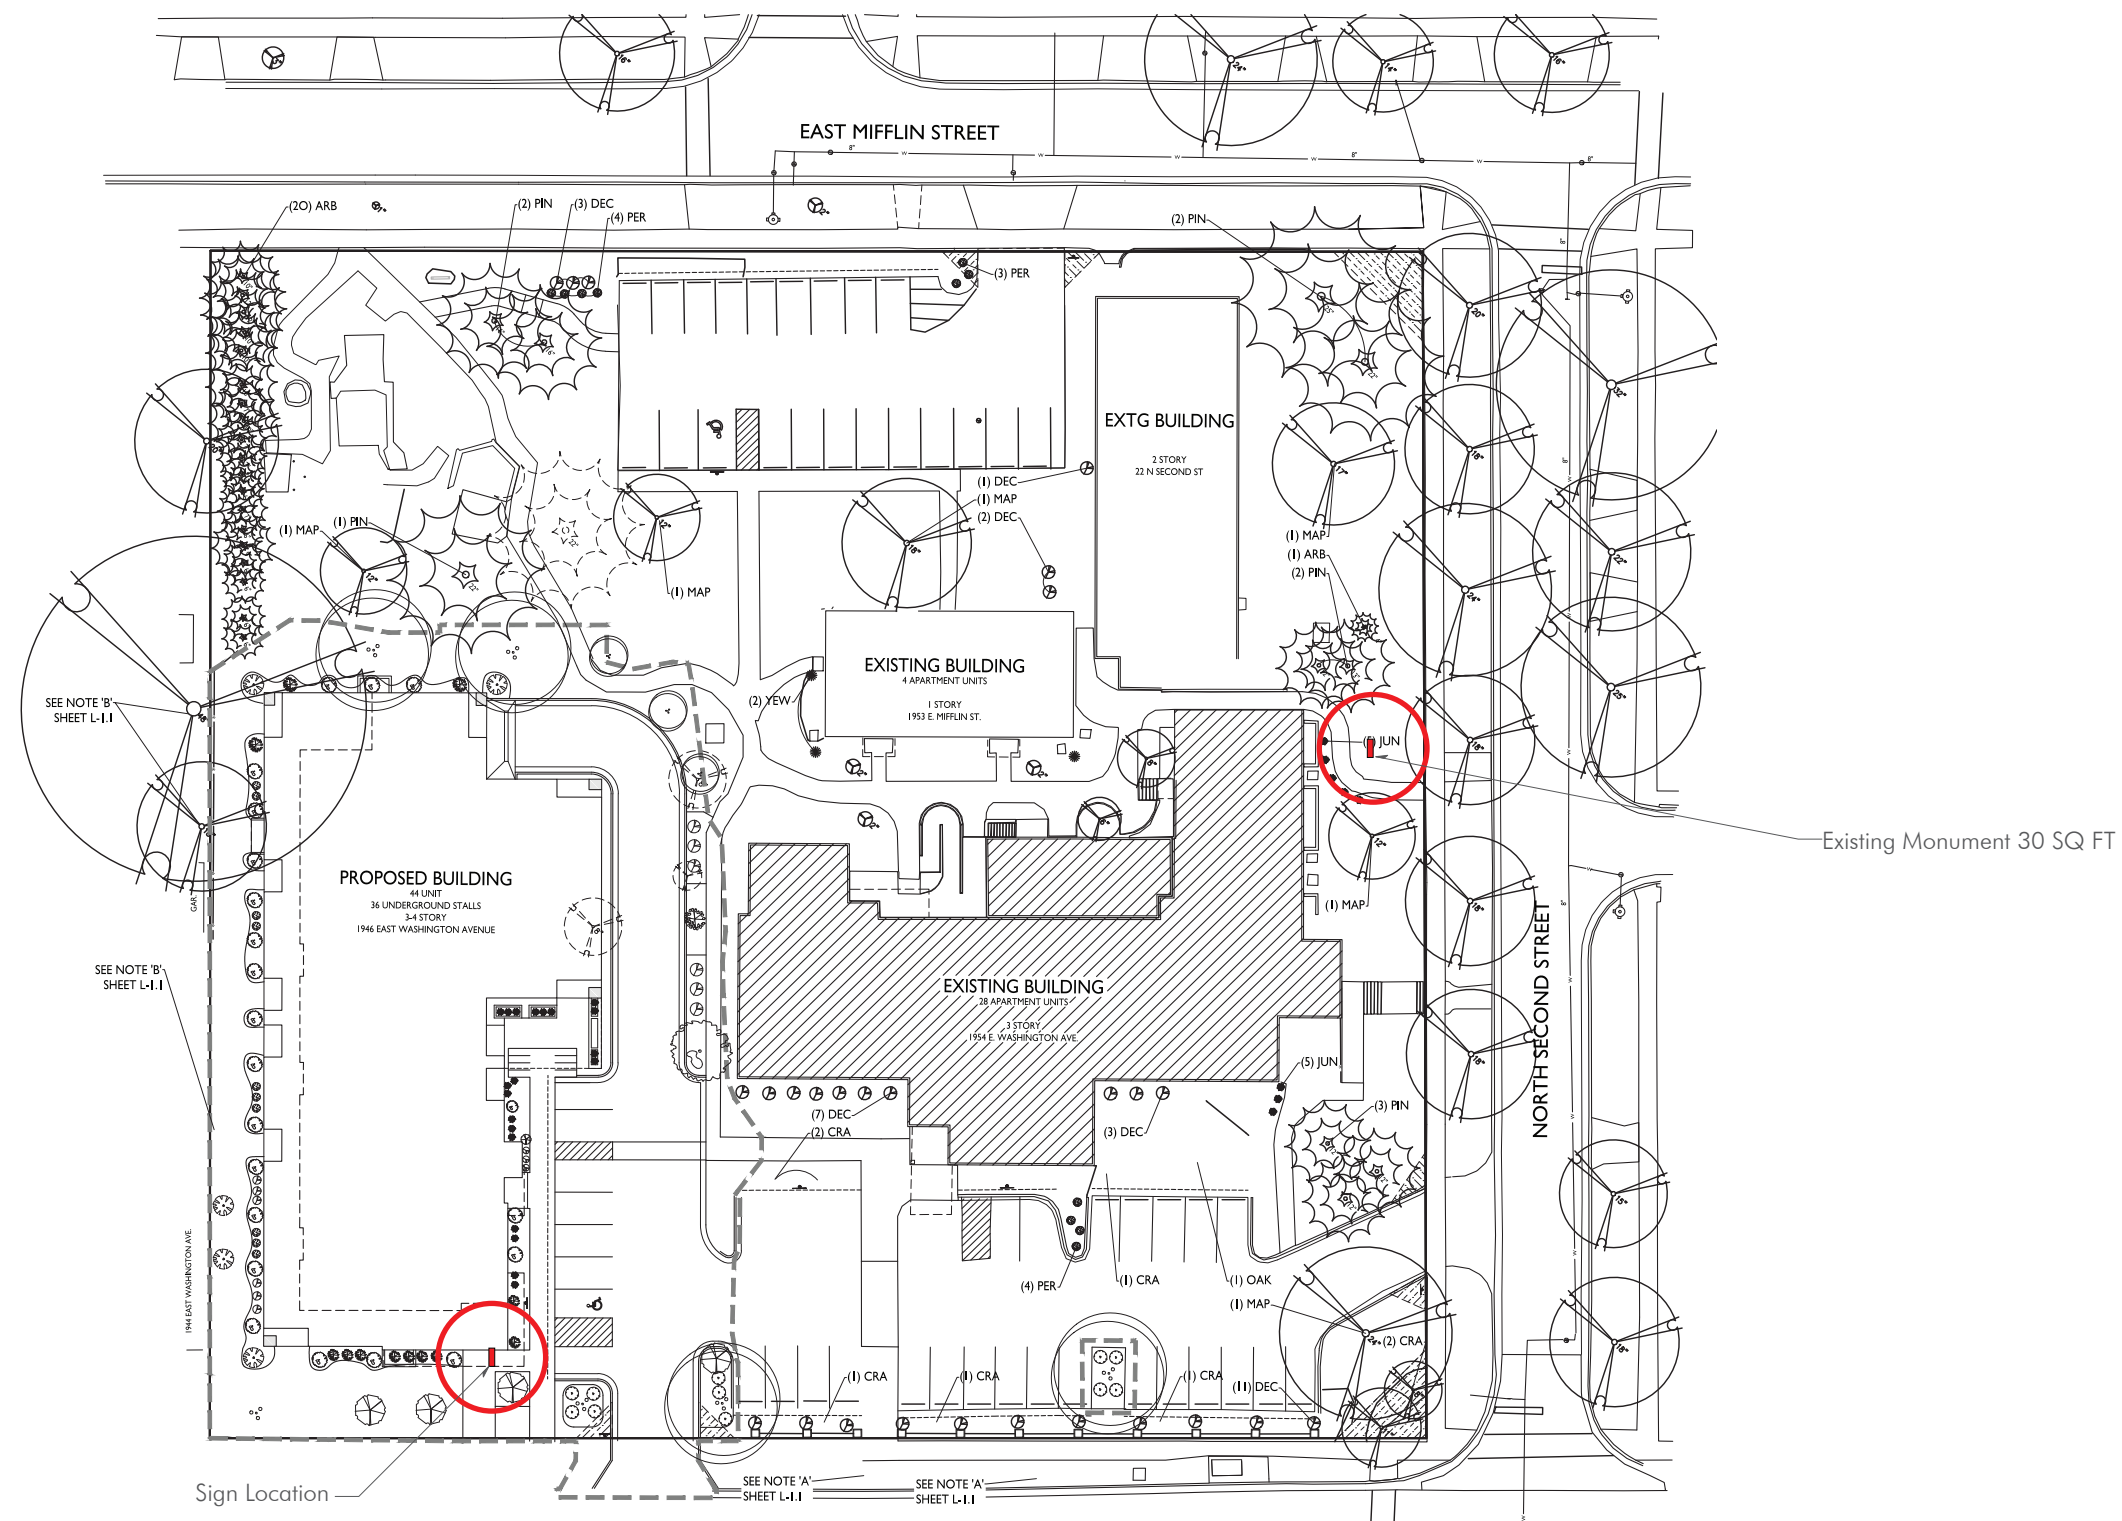 EAST MIFFLIN STREET
(20) ARB
(2) PIN
(3) DEC
(4) PER
(2) PIN
(3) PER
EXTG BUILDING
2 STORY
22 N SECOND ST
(1) DEC
(1) MAP
(2) DEC
(1) MAP
(1) PIN
(1) MAP
(1) MAP
(1) ARB
(2) PIN
EXISTING BUILDING
4 APARTMENT UNITS
1 STORY
1953 E. MIFFLIN ST.
(2) YEW
SEE NOTE 'B'
SHEET L-1.1
JUN
Existing Monument 30 SQ FT
PROPOSED BUILDING
44 UNIT
36 UNDERGROUND STALLS
3-4 STORY
1946 EAST WASHINGTON AVENUE
(1) MAP
NORTH SECOND STREET
SEE NOTE 'B'
SHEET L-1.1
EXISTING BUILDING
28 APARTMENT UNITS
3 STORY
1954 E. WASHINGTON AVE.
(5) JUN
(3) PIN
(7) DEC
(2) CRA
(3) DEC
1944 EAST WASHINGTON AVE.
(4) PER
(1) CRA
(1) OAK
(1) MAP
(2) CRA
(1) CRA
(1) CRA
(1) CRA
(11) DEC
Sign Location
SEE NOTE 'A'
SHEET L-1.1
SEE NOTE 'A'
SHEET L-1.1